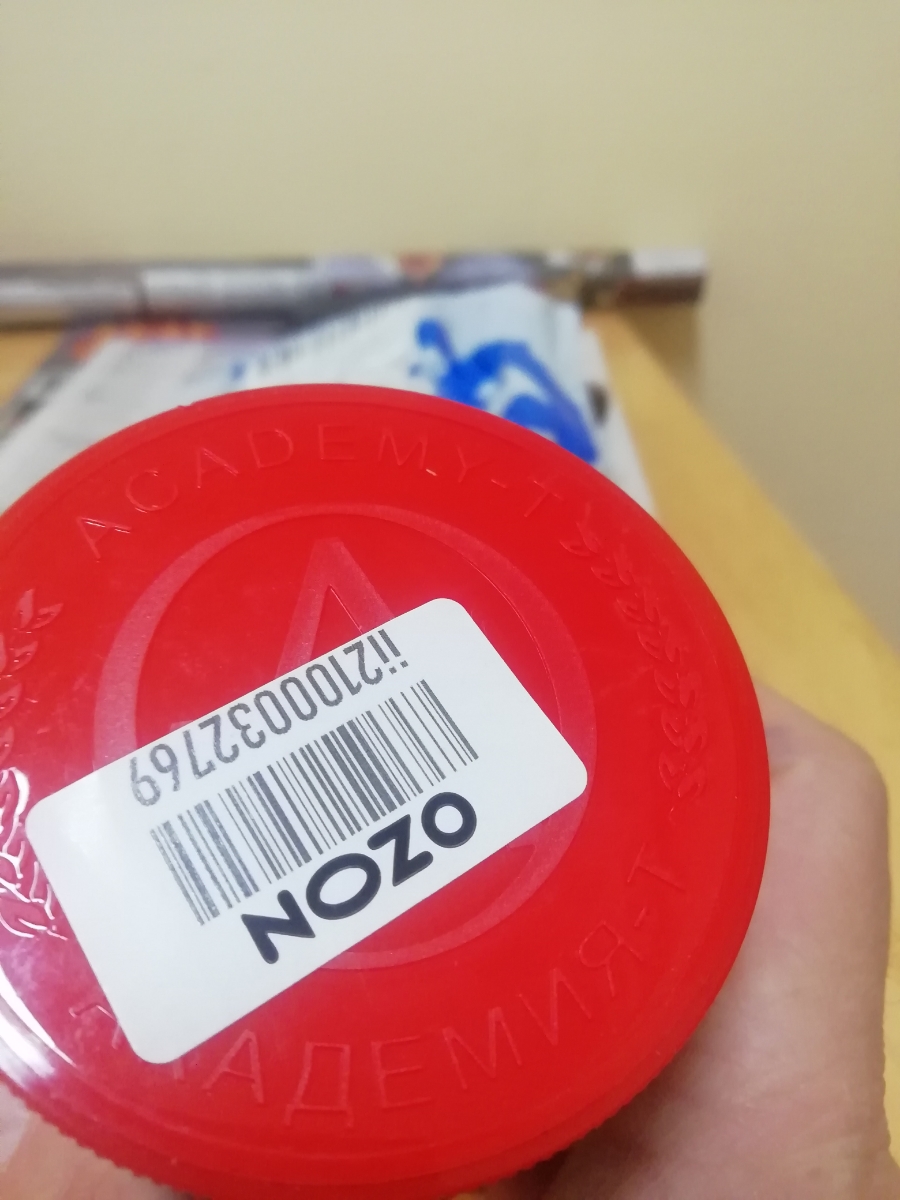 ACADEMY-T
OZON
ii2100032769
АКАДЕМИЯ-Т